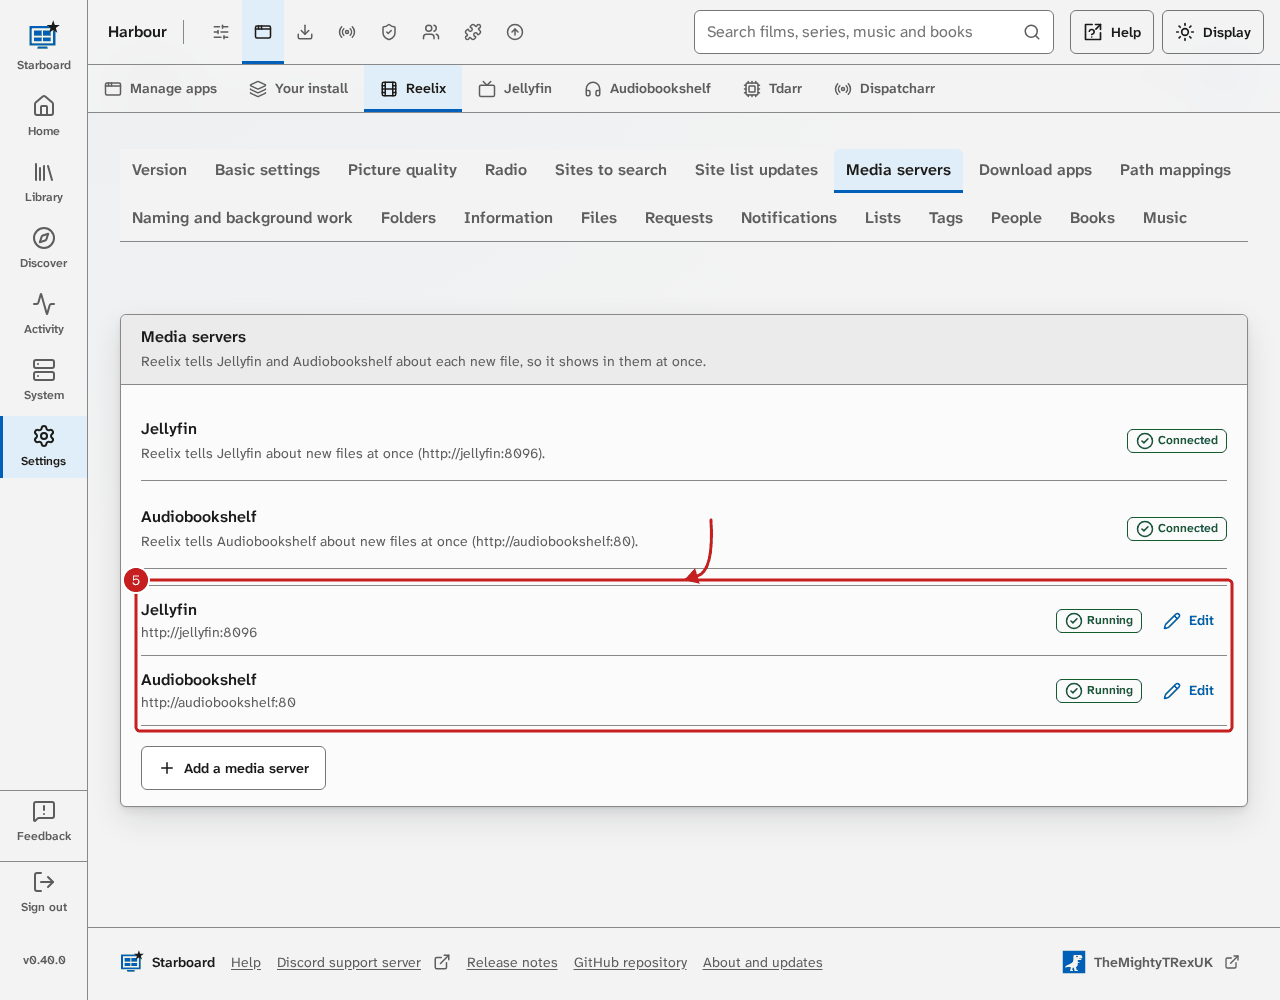 Starboard
Home
Library
Discover
Activity
System
Settings
Feedback
Sign out
v0.40.0
Harbour
Search films, series, music and books
Help
Display
Manage apps
Your install
Reelix
Jellyfin
Audiobookshelf
Tdarr
Dispatcharr
Version
Basic settings
Picture quality
Radio
Sites to search
Site list updates
Media servers
Download apps
Path mappings
Naming and background work
Folders
Information
Files
Requests
Notifications
Lists
Tags
People
Books
Music
Media servers
Reelix tells Jellyfin and Audiobookshelf about each new file, so it shows in them at once.
Jellyfin
Reelix tells Jellyfin about new files at once (http://jellyfin:8096).
Connected
Audiobookshelf
Reelix tells Audiobookshelf about new files at once (http://audiobookshelf:80).
Connected
5
Jellyfin
http://jellyfin:8096
Running
Edit
Audiobookshelf
http://audiobookshelf:80
Running
Edit
Add a media server
Starboard
Help
Discord support server
Release notes
GitHub repository
About and updates
TheMightyTRexUK